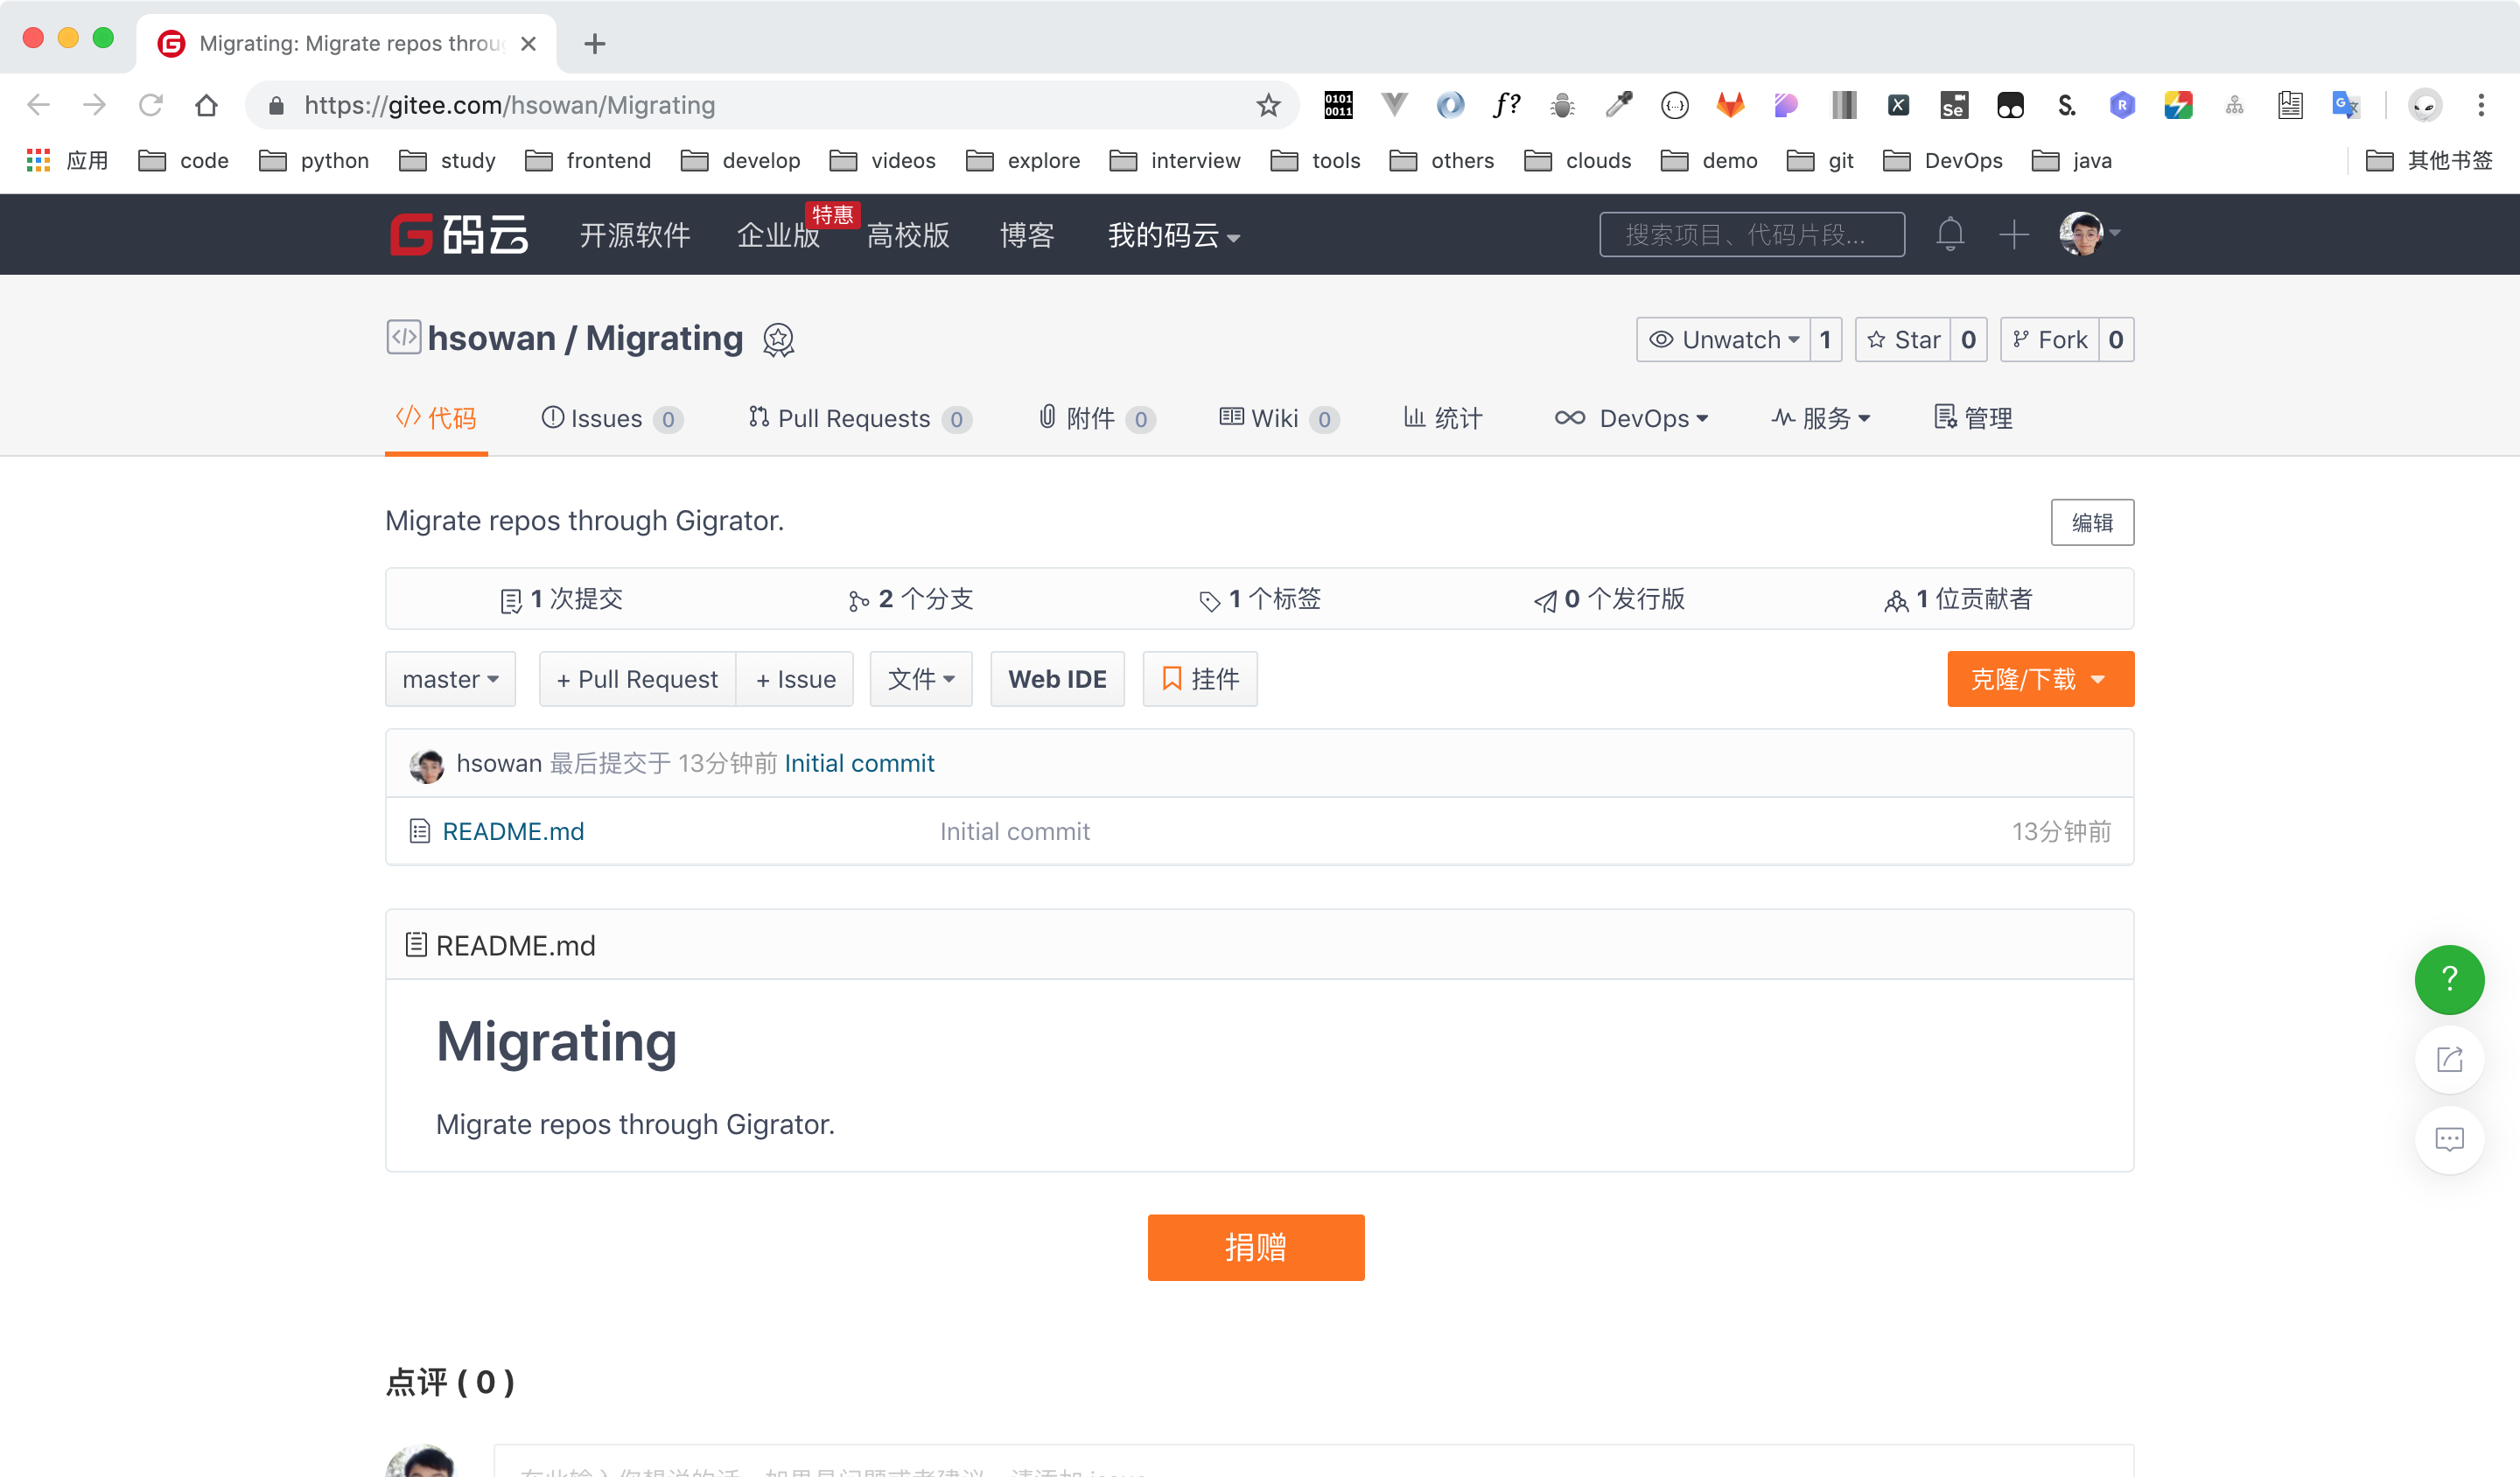 Migrating: Migrate repos throu
https://gitee.com/hsowan/Migrating
0101 0011
f?
Se
S.
R
应用 code python study frontend develop videos explore interview tools others clouds demo git DevOps java 其他书签
G码云 开源软件 企业版 特惠 高校版 博客 我的码云 搜索项目、代码片段...
hsowan / Migrating Unwatch 1 Star 0 Fork 0
代码 Issues 0 Pull Requests 0 附件 0 Wiki 0 统计 DevOps 服务 管理
Migrate repos through Gigrator. 编辑
1 次提交 2 个分支 1 个标签 0 个发行版 1 位贡献者
master + Pull Request + Issue 文件 Web IDE 挂件 克隆/下载
hsowan 最后提交于 13分钟前 Initial commit
README.md Initial commit 13分钟前
README.md
Migrating
Migrate repos through Gigrator.
?
捐赠
点评 ( 0 )